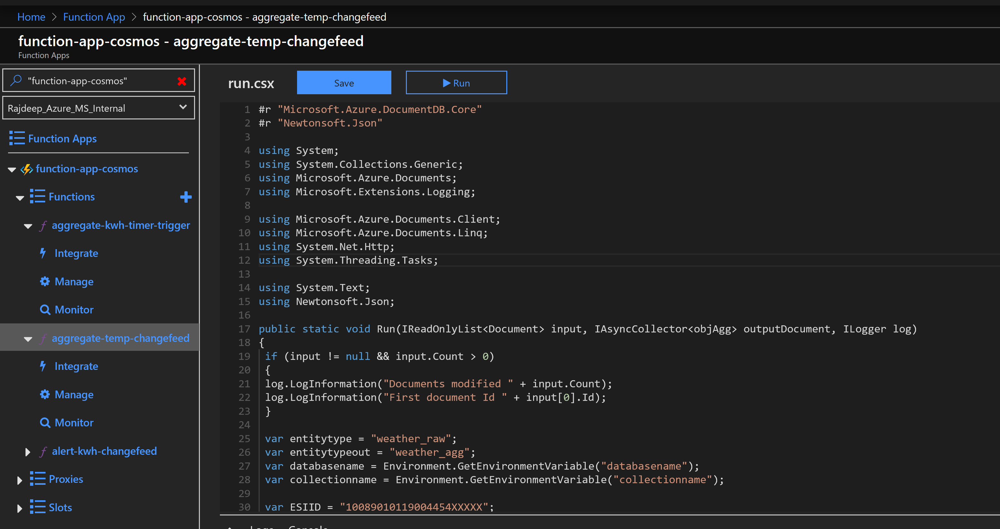 Home > Function App > function-app-cosmos - aggregate-temp-changefeed
function-app-cosmos - aggregate-temp-changefeed
Function Apps
"function-app-cosmos"
Rajdeep_Azure_MS_Internal
Function Apps
function-app-cosmos
Functions
aggregate-kwh-timer-trigger
Integrate
Manage
Monitor
aggregate-temp-changefeed
Integrate
Manage
Monitor
alert-kwh-changefeed
Proxies
Slots
run.csx Save Run
1 #r "Microsoft.Azure.DocumentDB.Core"
2 #r "Newtonsoft.Json"
3
4 using System;
5 using System.Collections.Generic;
6 using Microsoft.Azure.Documents;
7 using Microsoft.Extensions.Logging;
8
9 using Microsoft.Azure.Documents.Client;
10 using Microsoft.Azure.Documents.Linq;
11 using System.Net.Http;
12 using System.Threading.Tasks;
13
14 using System.Text;
15 using Newtonsoft.Json;
16
17 public static void Run(IReadOnlyList<Document> input, IAsyncCollector<objAgg> outputDocument, ILogger log)
18 {
19 if (input != null && input.Count > 0)
20 {
21 log.LogInformation("Documents modified " + input.Count);
22 log.LogInformation("First document Id " + input[0].Id);
23 }
24
25 var entitytype = "weather_raw";
26 var entitytypeout = "weather_agg";
27 var databasename = Environment.GetEnvironmentVariable("databasename");
28 var collectionname = Environment.GetEnvironmentVariable("collectionname");
29
30 var ESIID = "10089010119004454XXXXX";
Logs Console